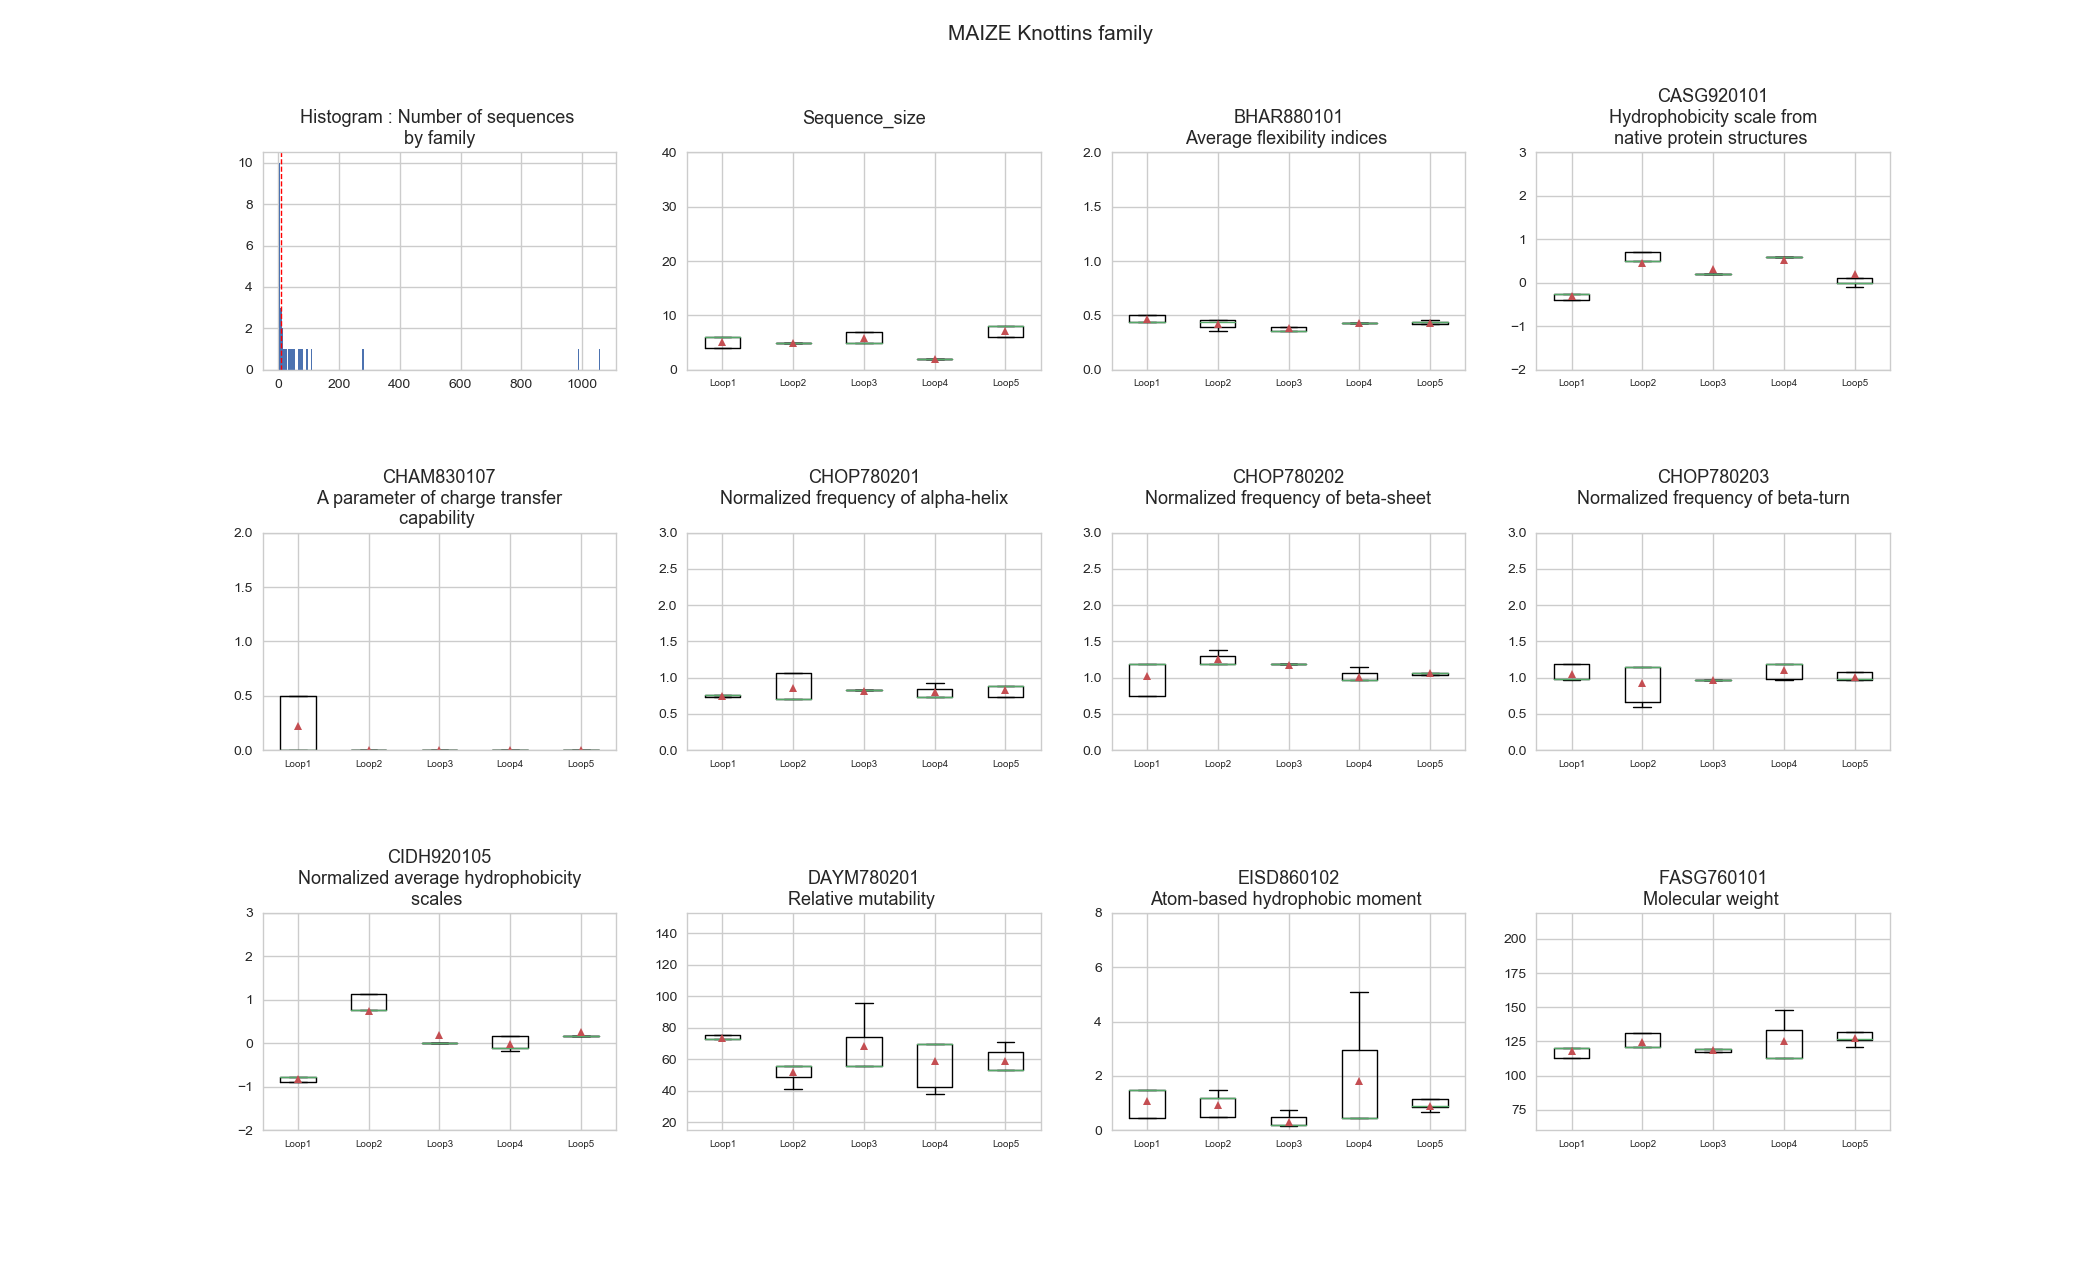 MAIZE Knottins family
Histogram : Number of sequences
by family
10
8
6
4
2
0
0 200 400 600 800 1000
Sequence_size
40
30
20
10
0
Loop1 Loop2 Loop3 Loop4 Loop5
BHAR880101
Average flexibility indices
2.0
1.5
1.0
0.5
0.0
Loop1 Loop2 Loop3 Loop4 Loop5
CASG920101
Hydrophobicity scale from
native protein structures
3
2
1
0
−1
−2
Loop1 Loop2 Loop3 Loop4 Loop5
CHAM830107
A parameter of charge transfer
capability
2.0
1.5
1.0
0.5
0.0
Loop1 Loop2 Loop3 Loop4 Loop5
CHOP780201
Normalized frequency of alpha-helix
3.0
2.5
2.0
1.5
1.0
0.5
0.0
Loop1 Loop2 Loop3 Loop4 Loop5
CHOP780202
Normalized frequency of beta-sheet
3.0
2.5
2.0
1.5
1.0
0.5
0.0
Loop1 Loop2 Loop3 Loop4 Loop5
CHOP780203
Normalized frequency of beta-turn
3.0
2.5
2.0
1.5
1.0
0.5
0.0
Loop1 Loop2 Loop3 Loop4 Loop5
CIDH920105
Normalized average hydrophobicity
scales
3
2
1
0
−1
−2
Loop1 Loop2 Loop3 Loop4 Loop5
DAYM780201
Relative mutability
140
120
100
80
60
40
20
Loop1 Loop2 Loop3 Loop4 Loop5
EISD860102
Atom-based hydrophobic moment
8
6
4
2
0
Loop1 Loop2 Loop3 Loop4 Loop5
FASG760101
Molecular weight
200
175
150
125
100
75
Loop1 Loop2 Loop3 Loop4 Loop5